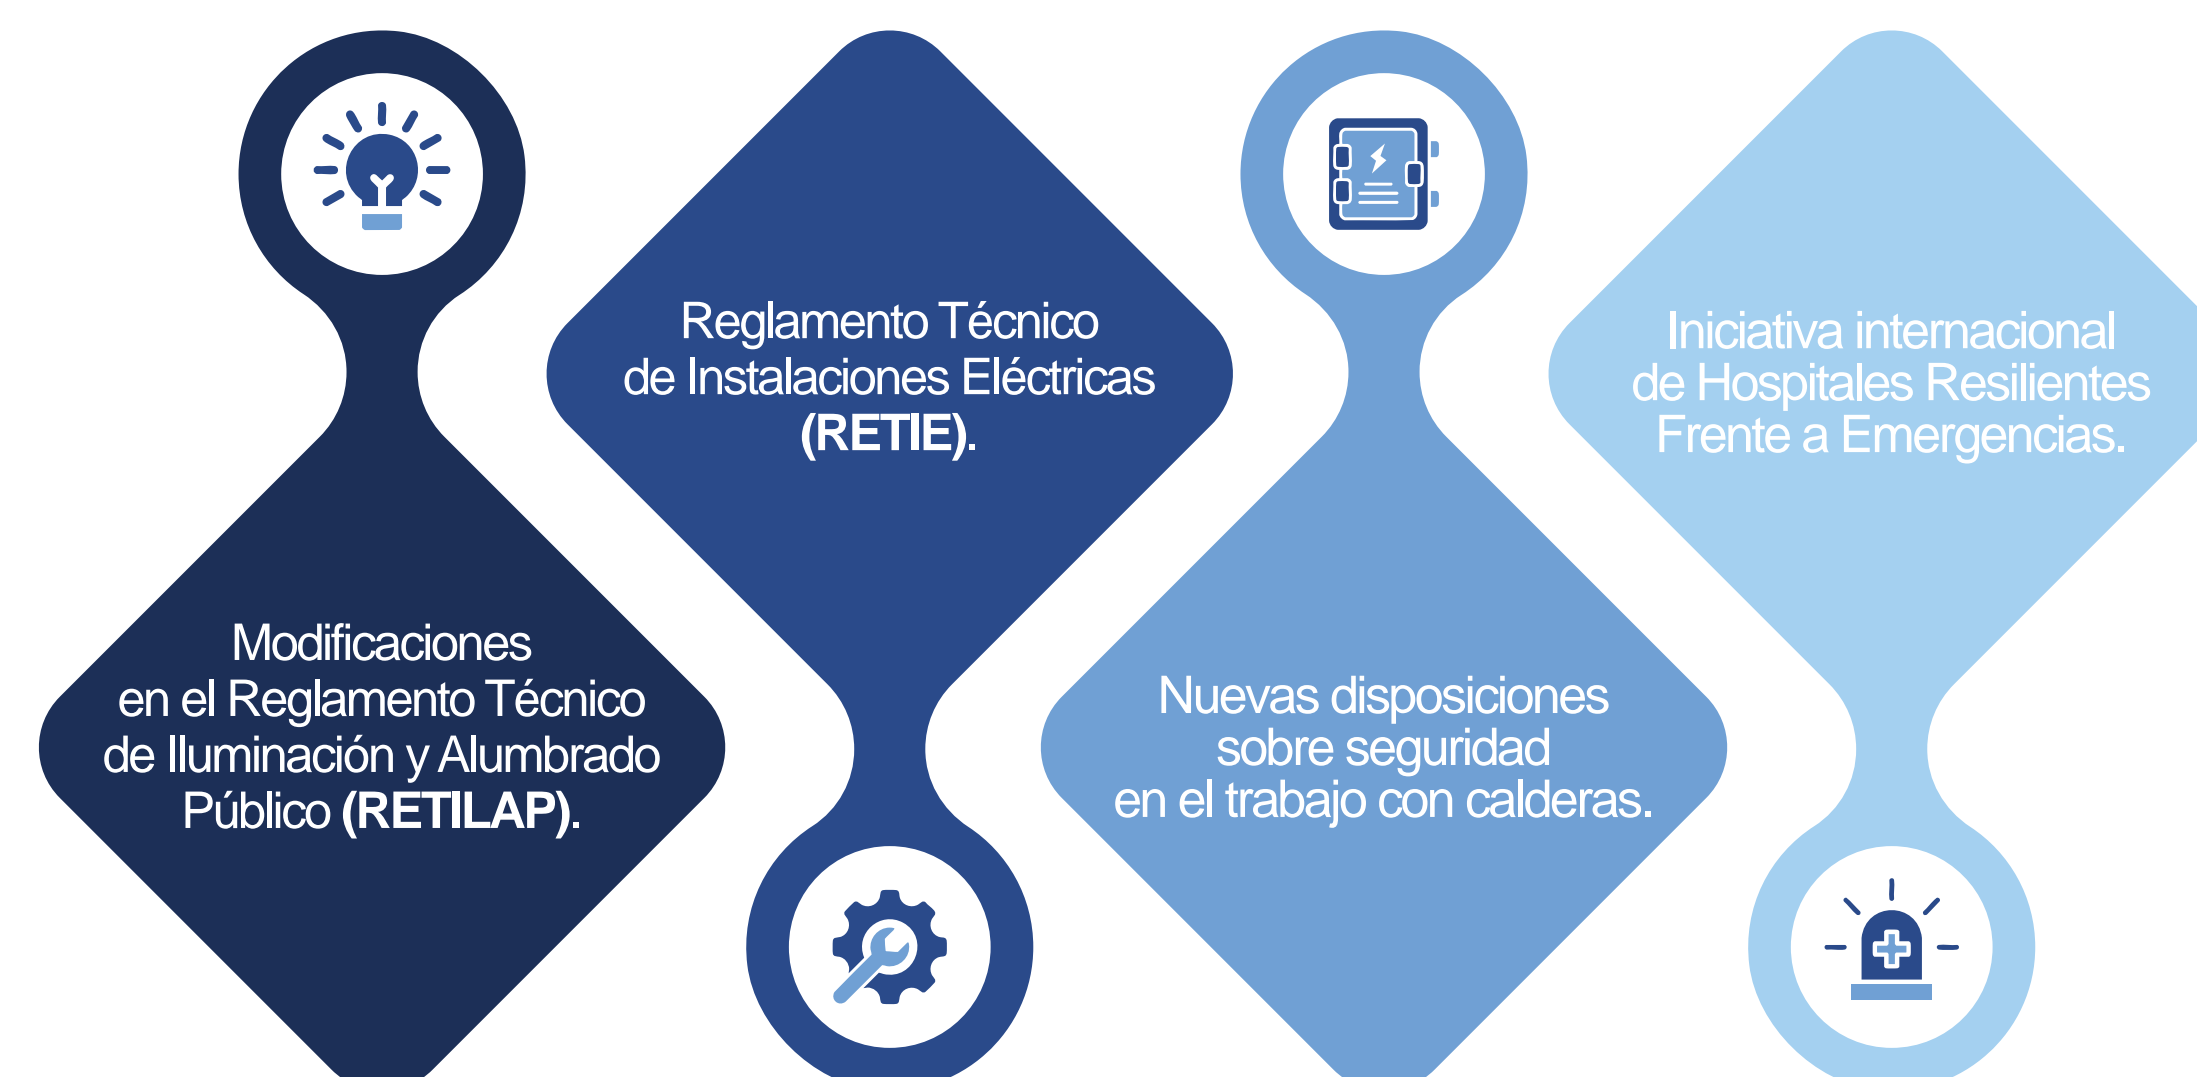 Modificaciones
en el Reglamento Técnico
de Iluminación y Alumbrado
Público (RETILAP).
Reglamento Técnico
de Instalaciones Eléctricas
(RETIE).
Nuevas disposiciones
sobre seguridad
en el trabajo con calderas.
Iniciativa internacional
de Hospitales Resilientes
Frente a Emergencias.